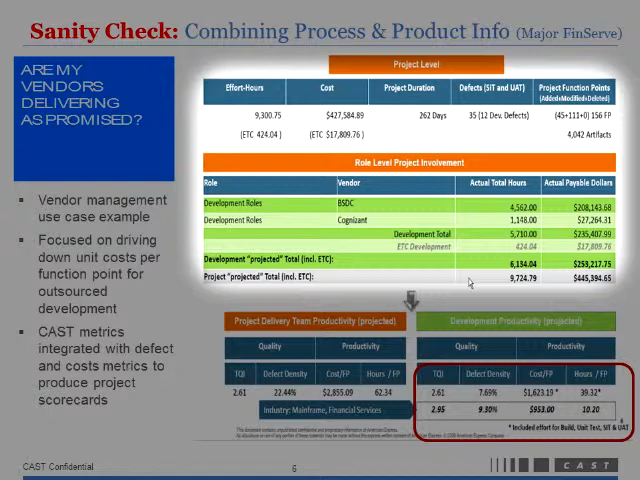 Sanity Check: Combining Process & Product Info (Major FinServe)
ARE MY
VENDORS
DELIVERING
AS PROMISED?
▪ Vendor management
use case example
▪ Focused on driving
down unit costs per
function point for
outsourced
development
▪ CAST metrics
integrated with defect
and costs metrics to
produce project
scorecards
Project Level
Effort-Hours Cost Project Duration Defects (SIT and UAT) Project Function Points
(Added+Modified+Deleted)
9,300.75 $427,584.89 262 Days 35 (12 Dev. Defects) (45+111+0) 156 FP
(ETC 424.04 ) (ETC $17,809.76 ) 4,042 Artifacts
Role Level Project Involvement
Role Vendor Actual Total Hours Actual Payable Dollars
Development Roles BSDC 4,562.00 $208,143.68
Development Roles Cognizant 1,148.00 $27,264.31
Development Total 5,710.00 $235,407.99
ETC Development 424.04 $17,809.76
Development "projected" Total (incl. ETC): 6,134.04 $253,217.75
Project "projected" Total (incl. ETC): 9,724.79 $445,394.65
Project Delivery Team Productivity (projected) Development Productivity (projected)
Quality Productivity Quality Productivity
TQI Defect Density Cost/FP Hours / FP TQI Defect Density Cost/FP Hours / FP
2.61 22.44% $2,855.09 62.34 2.61 7.69% $1,623.19 * 39.32*
Industry: Mainframe, Financial Services 2.95 9.30% $953.00 10.20
* Included effort for Build, Unit Test, SIT & UAT
CAST Confidential 6 CAST